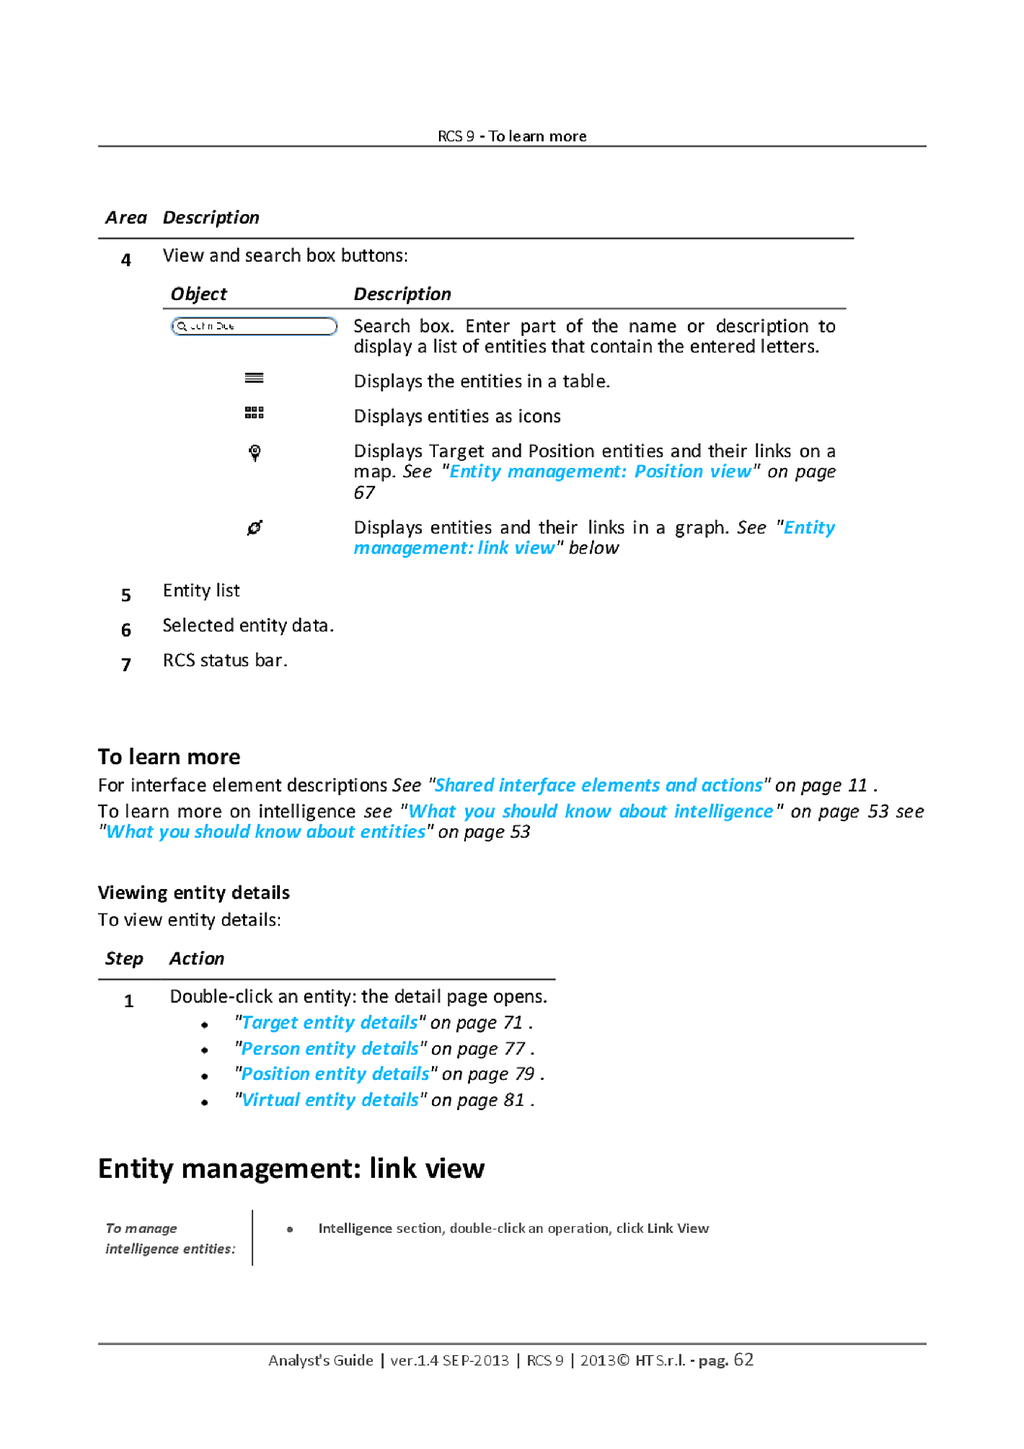 RCS 9 - To learn more
Area Description
4 View and search box buttons:
Object Description
John Doe Search box. Enter part of the name or description to
display a list of entities that contain the entered letters.
Displays the entities in a table.
Displays entities as icons
Displays Target and Position entities and their links on a
map. See "Entity management: Position view" on page
67
Displays entities and their links in a graph. See "Entity
management: link view" below
5 Entity list
6 Selected entity data.
7 RCS status bar.
To learn more
For interface element descriptions See "Shared interface elements and actions" on page 11 .
To learn more on intelligence see "What you should know about intelligence" on page 53 see
"What you should know about entities" on page 53
Viewing entity details
To view entity details:
Step Action
1 Double-click an entity: the detail page opens.
• "Target entity details" on page 71 .
• "Person entity details" on page 77 .
• "Position entity details" on page 79 .
• "Virtual entity details" on page 81 .
Entity management: link view
To manage
intelligence entities:
• Intelligence section, double-click an operation, click Link View
Analyst's Guide | ver.1.4 SEP-2013 | RCS 9 | 2013© HT S.r.l. - pag. 62